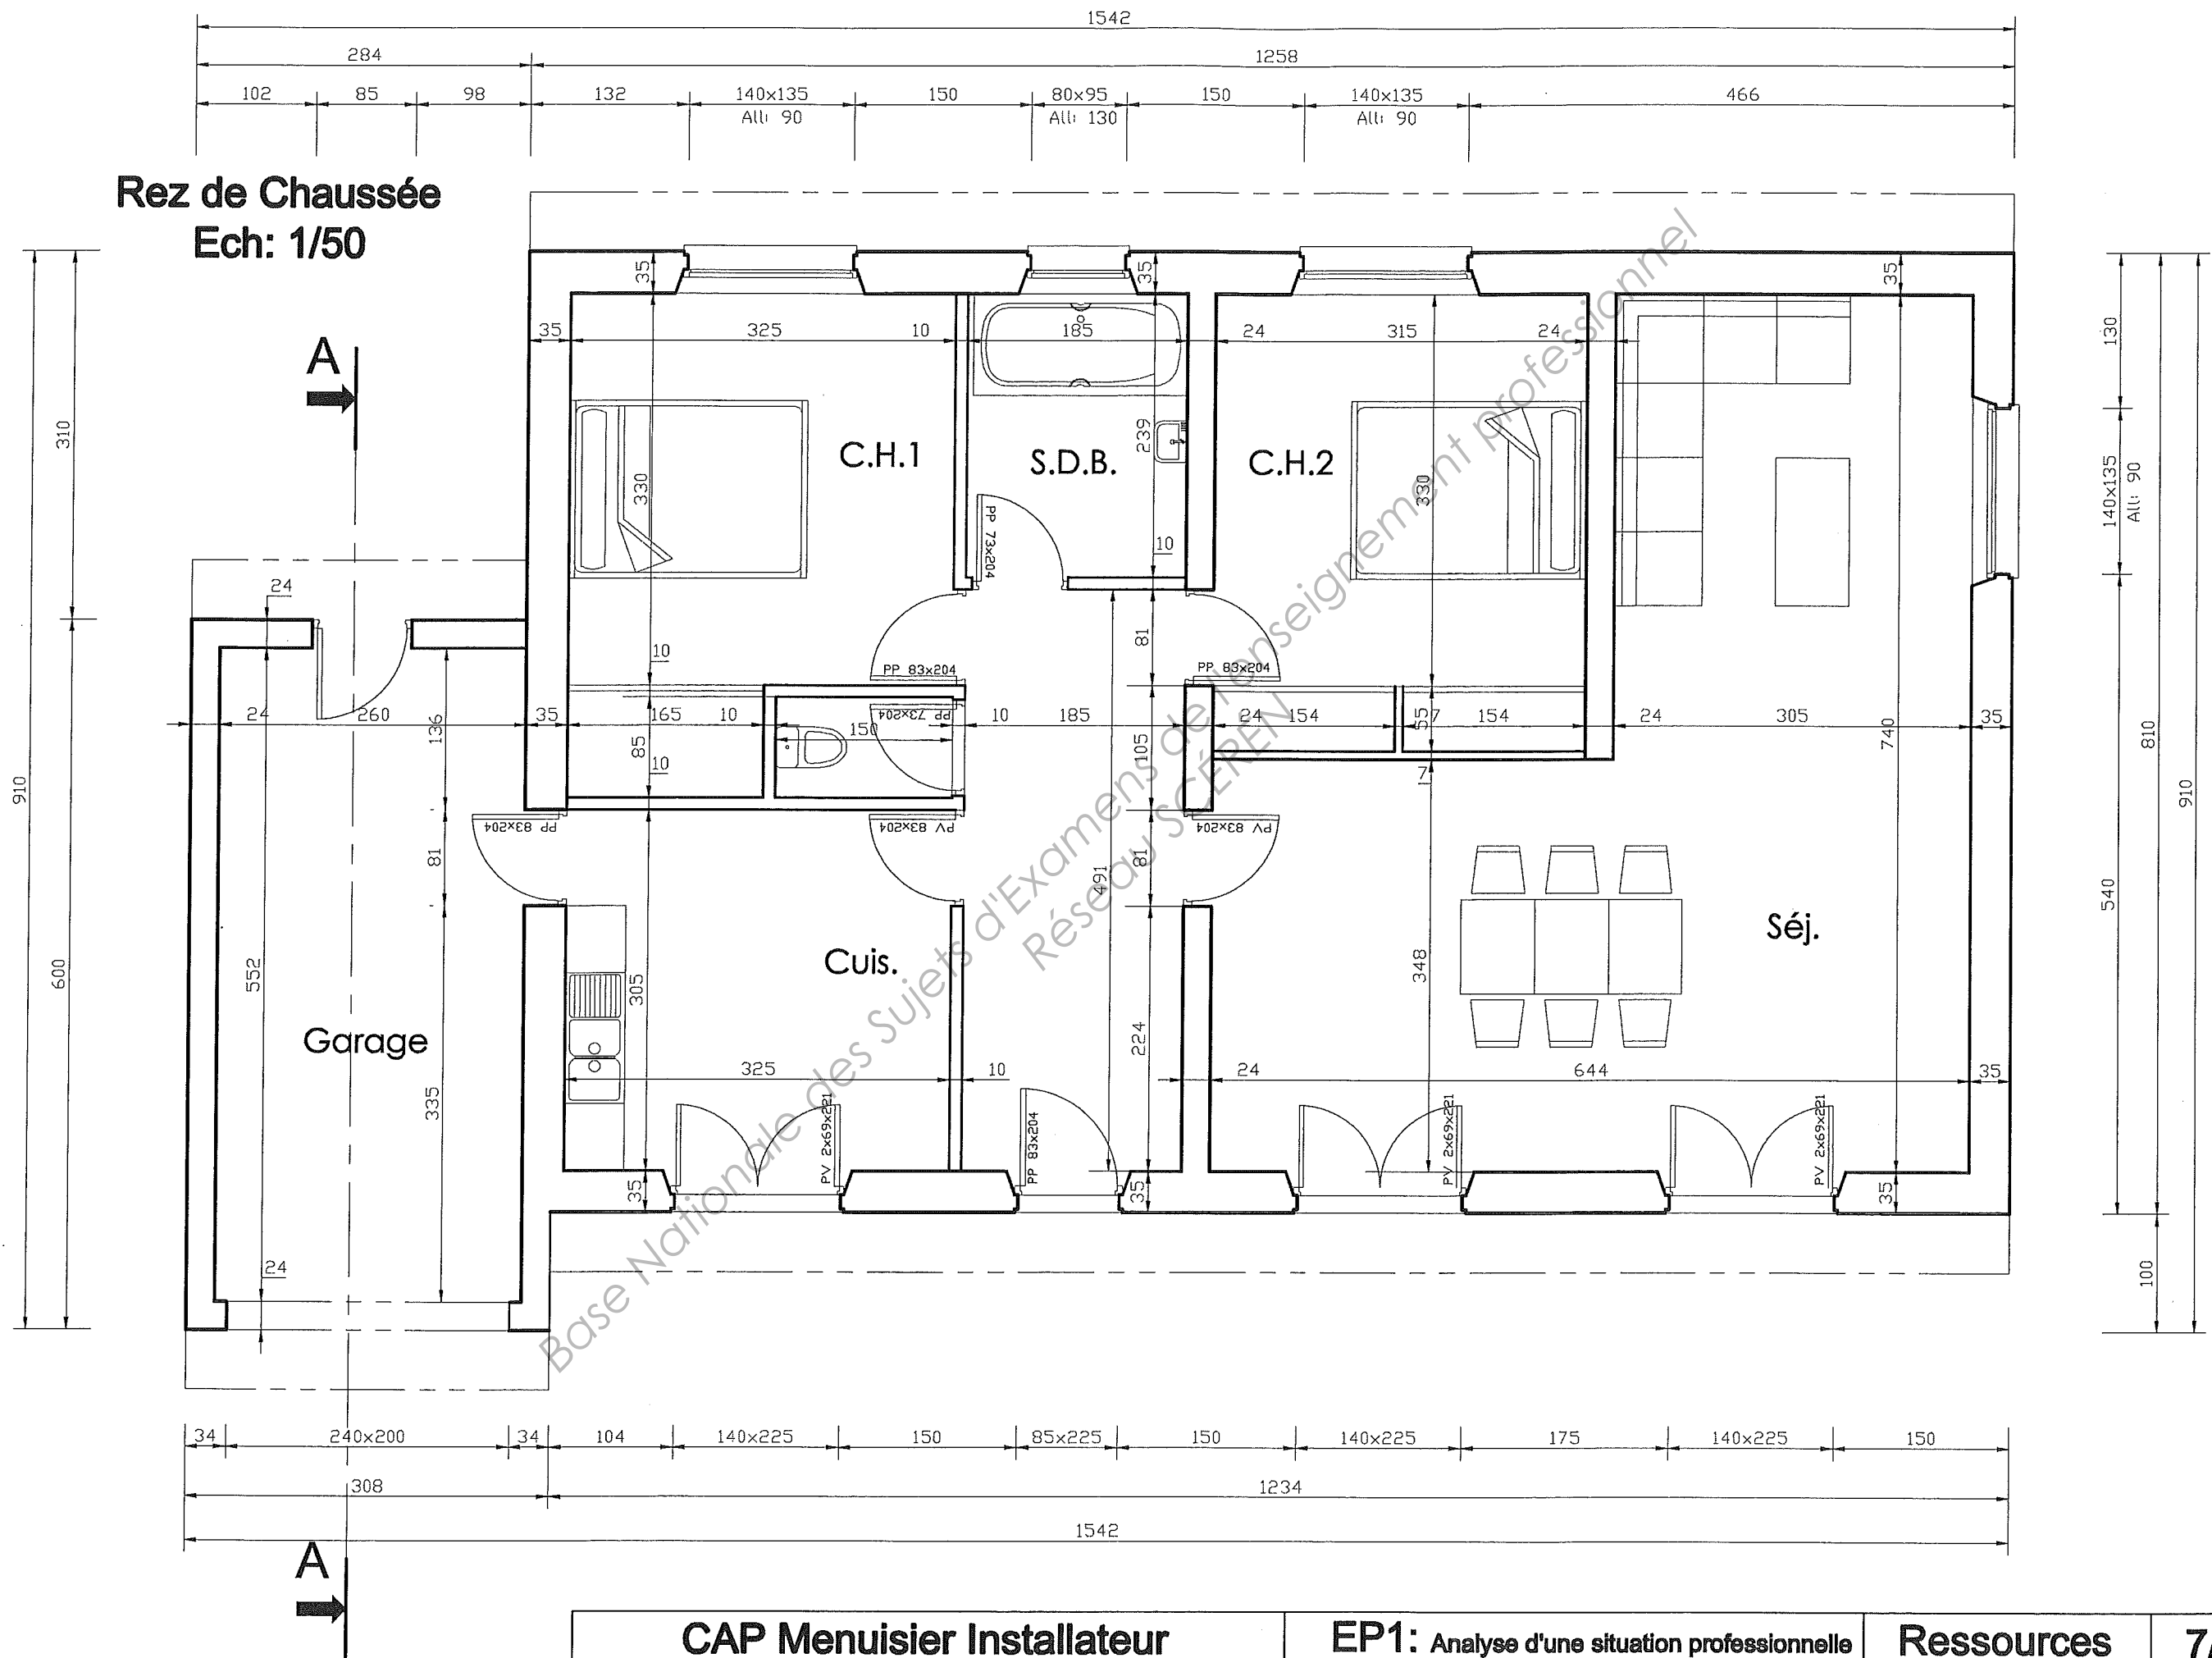 1542
284 1258
102 85 98 132 140x135 150 80x95 150 140x135 466
All: 90 All: 130 All: 90
Rez de Chaussée
Ech: 1/50
35 35 35
130
A
35 325 10 185 24 315 24
310
C.H.1 S.D.B. C.H.2
239
330 330
140x135
All: 90
PP 73x204
10
24
81
10
PP 83x204 PP 83x204
24 260 35 165 10 PP 73x204 10 185 24 154 55 7 154 24 305 35
136 85 150 105 740 810
10 7
910 910
PP 83x204 PV 83x204 PV 83x204
81 81
491
540
Cuis. Séj.
552 600 305 348
Garage
224
335 325 10 24 644 35
PV 2x69x221 PP 83x204 PV 2x69x221 PV 2x69x221
35 35 35
24 100
Base Nationale des Sujets d'Examens de l'enseignement professionnel
Réseau SCÉREN
34 240x200 34 104 140x225 150 85x225 150 140x225 175 140x225 150
308 1234
1542
A
CAP Menuisier Installateur EP1: Analyse d'une situation professionnelle Ressources